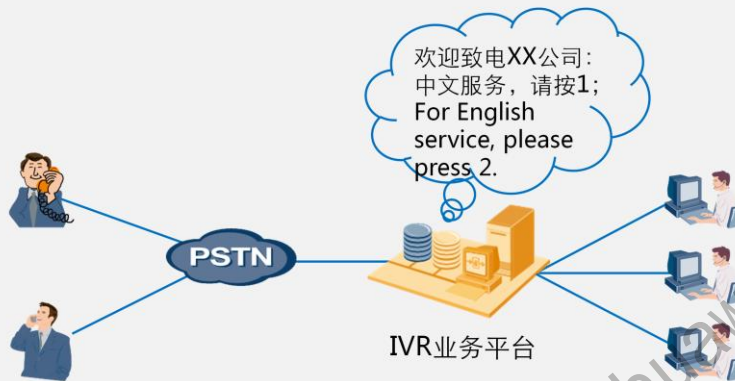 欢迎致电XX公司：
中文服务，请按1；
For English
service, please
press 2.
PSTN
IVR业务平台